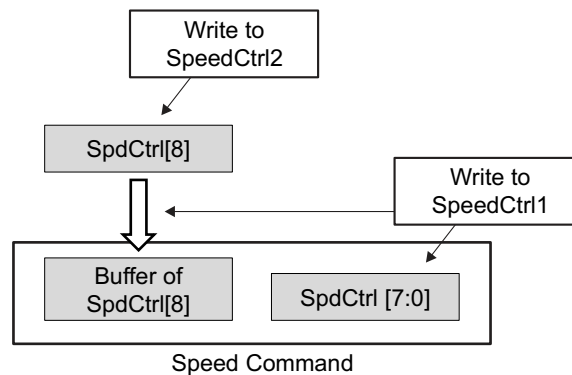 Write to
SpeedCtrl2
SpdCtrl[8]
Write to
SpeedCtrl1
Buffer of
SpdCtrl[8]
SpdCtrl [7:0]
Speed Command